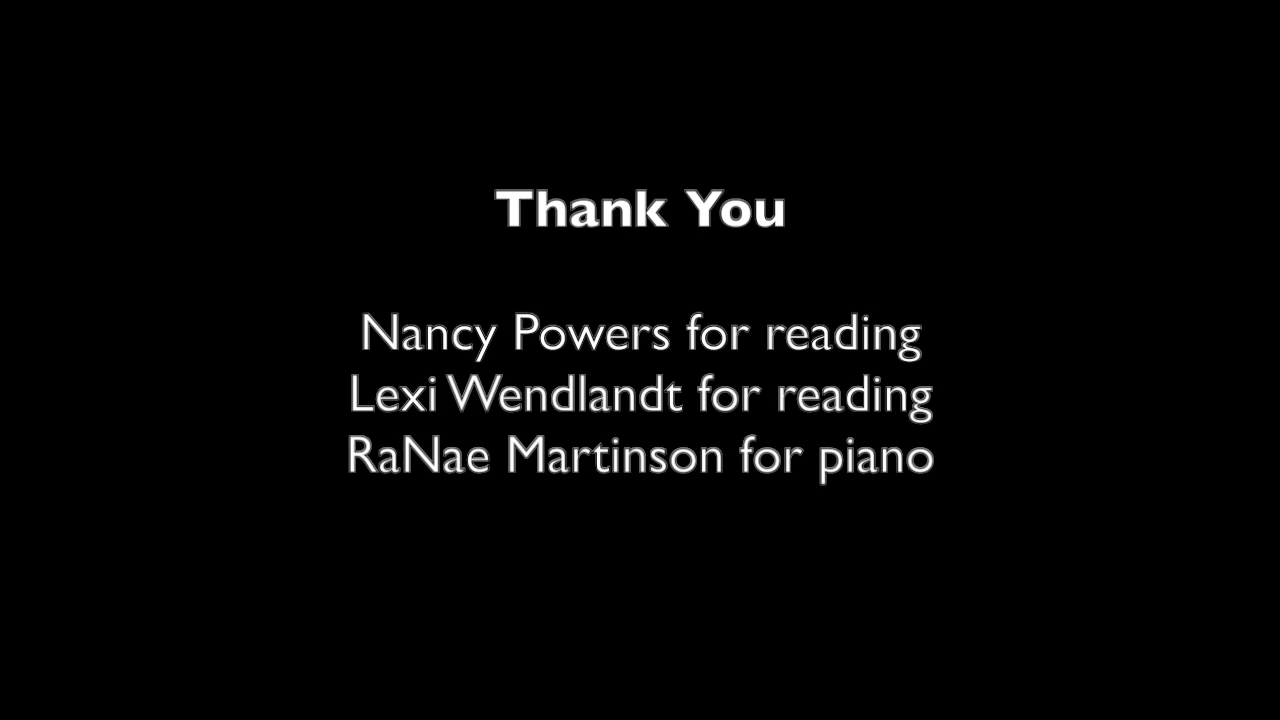 Thank You
Nancy Powers for reading
Lexi Wendlandt for reading
RaNae Martinson for piano